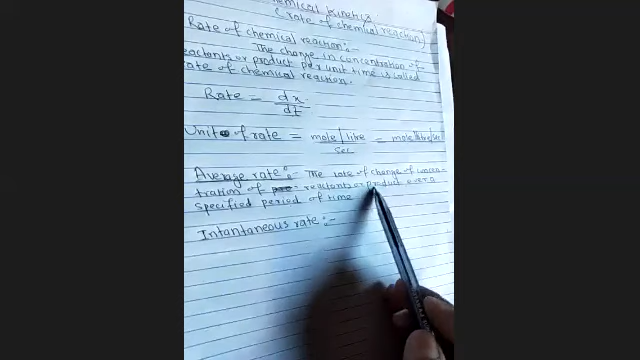 Chemical Kinetics
(rate of chemical reaction)
Rate of chemical reaction:-
The change in concentration of
reactants or product per unit time is called
rate of chemical reaction.
Rate = dx
dt
Unit of rate = mole/litre = mole/litre/sec
sec
Average rate:- The rate of change of concen-
tration of reactants or product over a
specified period of time
Intantaneous rate:-